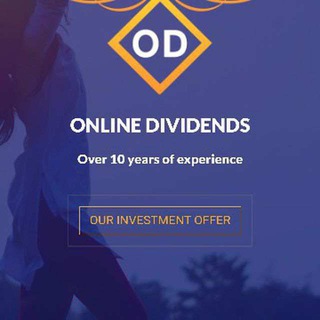 OD
ONLINE DIVIDENDS
Over 10 years of experience
OUR INVESTMENT OFFER